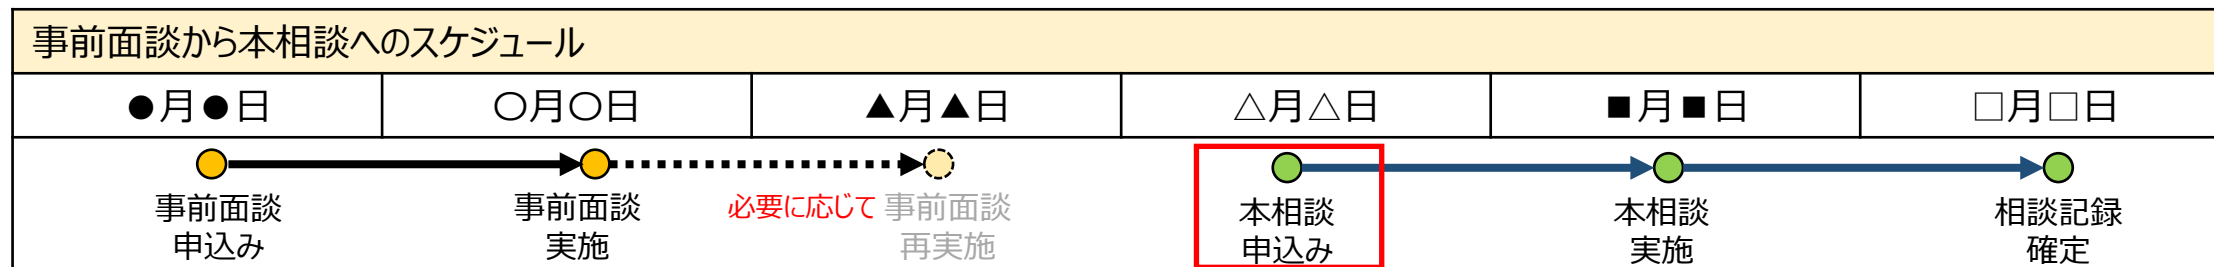 事前面談から本相談へのスケジュール
●月●日
○月○日
▲月▲日
△月△日
■月■日
□月□日
事前面談
申込み
事前面談
実施
必要に応じて
事前面談
再実施
本相談
申込み
本相談
実施
相談記録
確定